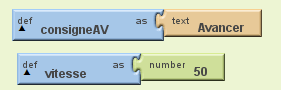 def consigneAV as text Avancer
def vitesse as number 50